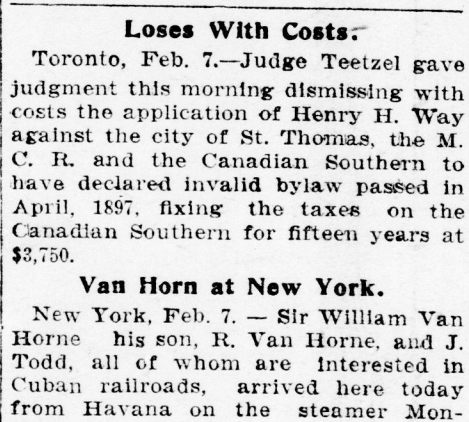 Loses With Costs.
Toronto, Feb. 7.—Judge Teetzel gave
judgment this morning dismissing with
costs the application of Henry H. Way
against the city of St. Thomas, the M.
C. R. and the Canadian Southern to
have declared invalid bylaw passed in
April, 1897, fixing the taxes on the
Canadian Southern for fifteen years at
$3,750.
Van Horn at New York.
New York, Feb. 7. — Sir William Van
Horne his son, R. Van Horne, and J.
Todd, all of whom are interested in
Cuban railroads, arrived here today
from Havana on the steamer Mon-